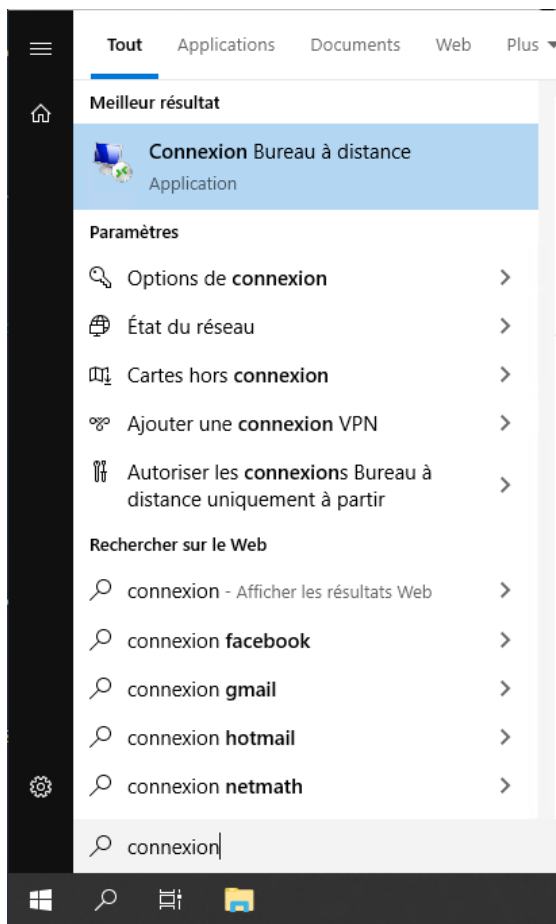 Tout Applications Documents Web Plus
Meilleur résultat
Connexion Bureau à distance
Application
Paramètres
Options de connexion
État du réseau
Cartes hors connexion
Ajouter une connexion VPN
Autoriser les connexions Bureau à
distance uniquement à partir
Rechercher sur le Web
connexion - Afficher les résultats Web
connexion facebook
connexion gmail
connexion hotmail
connexion netmath
connexion